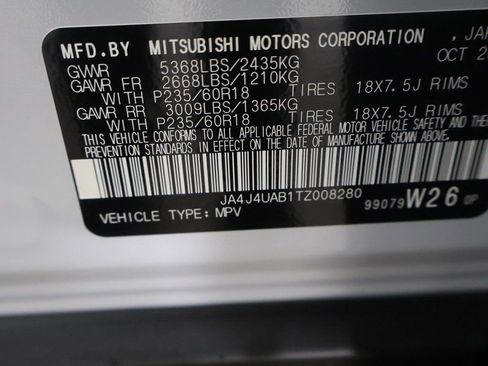 MFD.BY MITSUBISHI MOTORS CORPORATION
GVWR 5368LBS/2435KG OCT 2
GAWR FR 2668LBS/1210KG
WITH P235/60R18 TIRES 18X7.5J RIMS
GAWR RR 3009LBS/1365KG
WITH P235/60R18 TIRES 18X7.5J RIMS
THIS VEHICLE CONFORMS TO ALL APPLICABLE FEDERAL MOTOR VEHICLE SAFETY AND
STANDARDS IN EFFECT ON THE DATE OF MANUFACTURE SHOWN ABOVE.
JA4J4UAB1TZ008280
VEHICLE TYPE: MPV 99079 W26